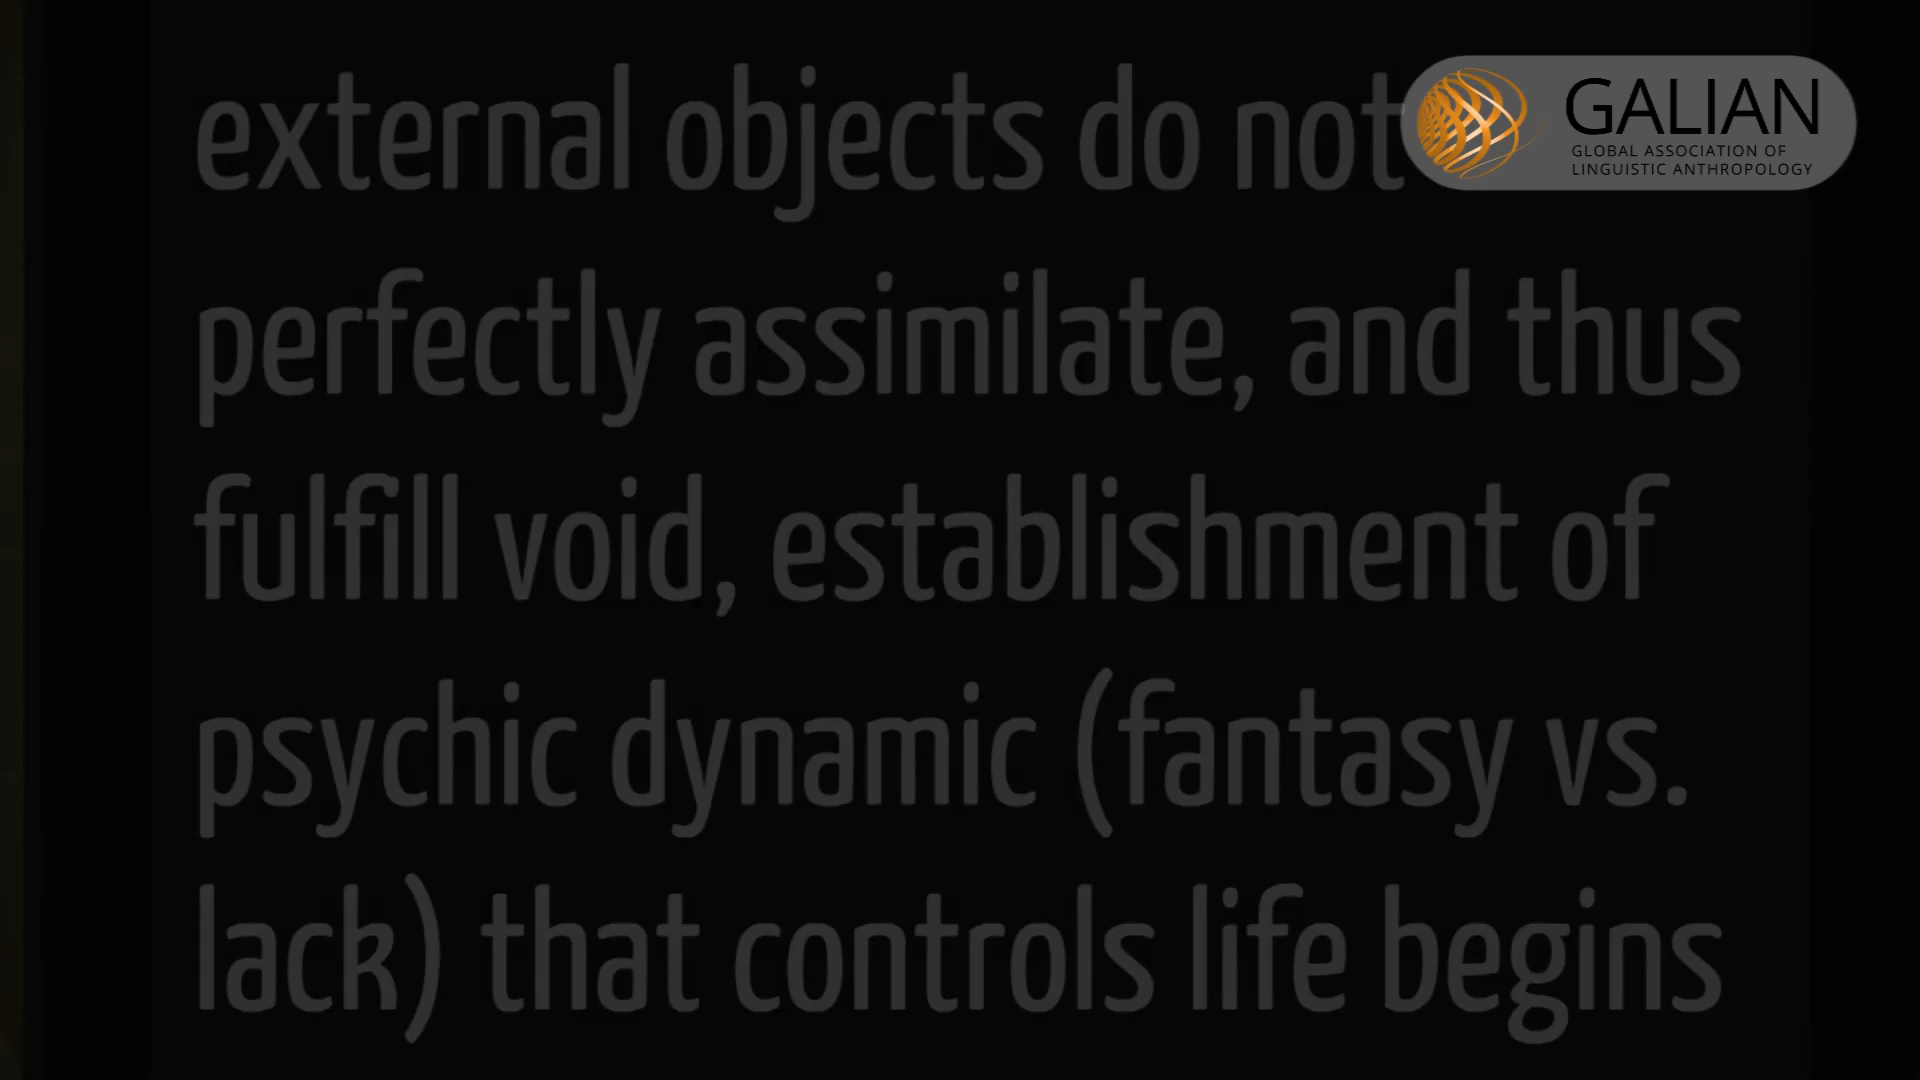 external objects do not
GALIAN
GLOBAL ASSOCIATION OF
LINGUISTIC ANTHROPOLOGY
perfectly assimilate, and thus
fulfill void, establishment of
psychic dynamic (fantasy vs.
lack) that controls life begins